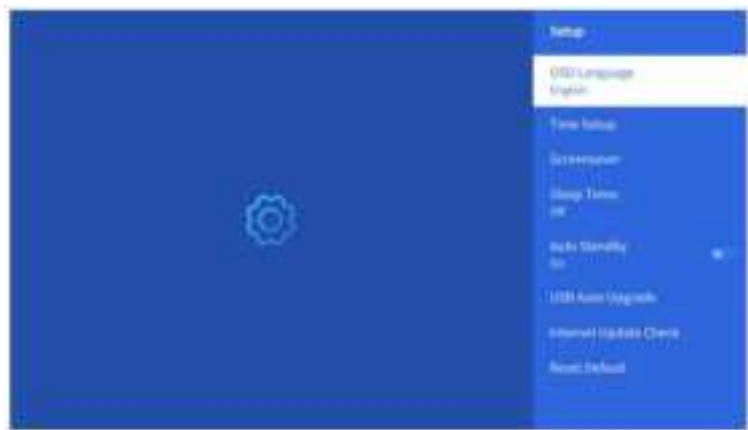 Setup
OSD Language
English
Time Setup
Screensaver
Sleep Timer
Off
Auto Standby
USB Auto Upgrade
Internet Update Check
Reset Default